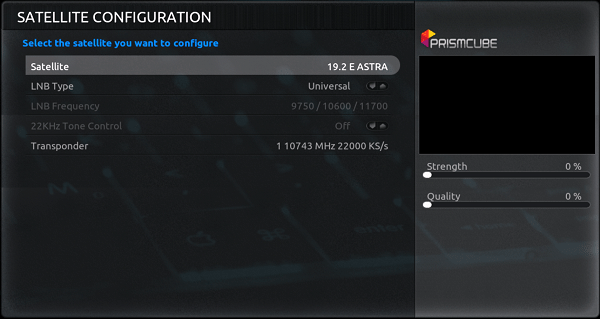 SATELLITE CONFIGURATION
Select the satellite you want to configure
Satellite 19.2 E ASTRA
LNB Type Universal
LNB Frequency 9750 / 10600 / 11700
22KHz Tone Control Off
Transponder 1 10743 MHz 22000 KS/s
PRISMCUBE
Strength 0 %
Quality 0 %